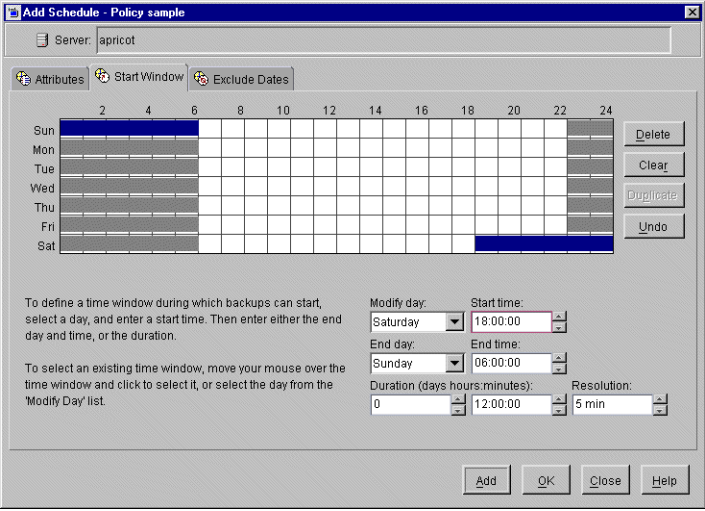 Add Schedule - Policy sample
Server: apricot
Attributes Start Window Exclude Dates
2 4 6 8 10 12 14 16 18 20 22 24
Sun
Mon
Tue
Wed
Thu
Fri
Sat
Delete
Clear
Duplicate
Undo
To define a time window during which backups can start,
select a day, and enter a start time. Then enter either the end
day and time, or the duration.
To select an existing time window, move your mouse over the
time window and click to select it, or select the day from the
'Modify Day' list.
Modify day: Start time:
Saturday 18:00:00
End day: End time:
Sunday 06:00:00
Duration (days hours:minutes): Resolution:
0 12:00:00 5 min
Add OK Close Help